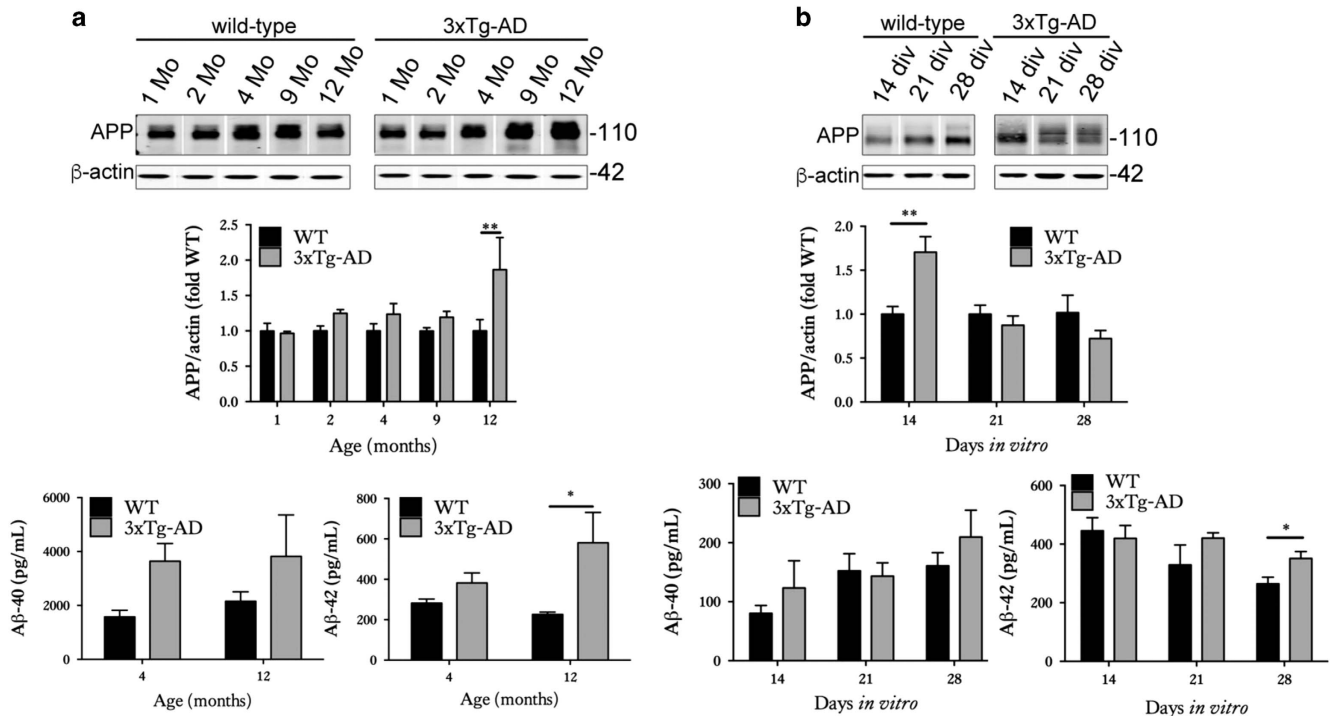 a
wild-type 3xTg-AD
1 Mo 2 Mo 4 Mo 9 Mo 12 Mo 1 Mo 2 Mo 4 Mo 9 Mo 12 Mo
APP -110
β-actin -42
APP/actin (fold WT)
2.5
2.0
1.5
1.0
0.5
0.0
WT
3xTg-AD
**
1 2 4 9 12
Age (months)
Aβ-40 (pg/mL)
6000
4000
2000
0
WT
3xTg-AD
4 12
Age (months)
Aβ-42 (pg/mL)
800
600
400
200
0
WT
3xTg-AD
*
4 12
Age (months)
b
wild-type 3xTg-AD
14 div 21 div 28 div 14 div 21 div 28 div
APP -110
β-actin -42
APP/actin (fold WT)
2.0
1.5
1.0
0.5
0.0
**
WT
3xTg-AD
14 21 28
Days in vitro
Aβ-40 (pg/mL)
300
200
150
100
0
WT
3xTg-AD
14 21 28
Days in vitro
Aβ-42 (pg/mL)
600
400
300
0
WT
3xTg-AD
*
14 21 28
Days in vitro